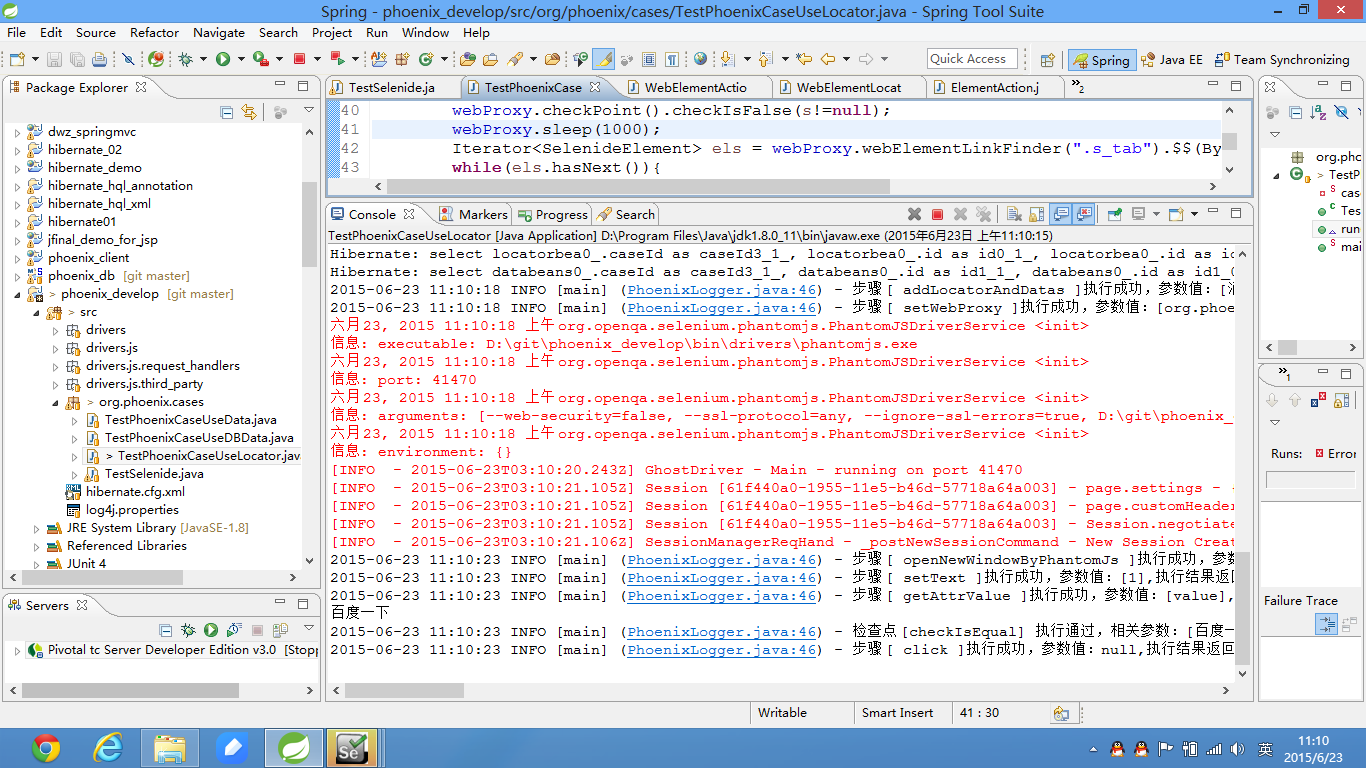 Spring - phoenix_develop/src/org/phoenix/cases/TestPhoenixCaseUseLocator.java - Spring Tool Suite
File Edit Source Refactor Navigate Search Project Run Window Help
Quick Access
Spring
Java EE
Team Synchronizing
Package Explorer
dwz_springmvc
hibernate_02
hibernate_demo
hibernate_hql_annotation
hibernate_hql_xml
hibernate01
jfinal_demo_for_jsp
phoenix_client
phoenix_db [git master]
> phoenix_develop [git master]
> src
drivers
drivers.js
drivers.js.request_handlers
drivers.js.third_party
> org.phoenix.cases
TestPhoenixCaseUseData.java
TestPhoenixCaseUseDBData.java
> TestPhoenixCaseUseLocator.java
TestSelenide.java
hibernate.cfg.xml
log4j.properties
JRE System Library [JavaSE-1.8]
Referenced Libraries
JUnit 4
Servers
Pivotal tc Server Developer Edition v3.0 [Stopp
TestSelenide.ja
TestPhoenixCase
WebElementActio
WebElementLocat
ElementAction.j
»2
40 webProxy.checkPoint().checkIsFalse(s!=null);
41 webProxy.sleep(1000);
42 Iterator<SelenideElement> els = webProxy.webElementLinkFinder(".s_tab").$$(By
43 while(els.hasNext()){
Console
Markers
Progress
Search
TestPhoenixCaseUseLocator [Java Application] D:\Program Files\Java\jdk1.8.0_11\bin\javaw.exe (2015年6月23日 上午11:10:15)
Hibernate: select locatorbea0_.caseId as caseId3_1_, locatorbea0_.id as id0_1_, locatorbea0_.id as id
Hibernate: select databeans0_.caseId as caseId3_1_, databeans0_.id as id1_1_, databeans0_.id as id1_0
2015-06-23 11:10:18 INFO [main] (PhoenixLogger.java:46) - 步骤[ addLocatorAndDatas ]执行成功，参数值：[消
2015-06-23 11:10:18 INFO [main] (PhoenixLogger.java:46) - 步骤[ setWebProxy ]执行成功，参数值：[org.phoe
六月23, 2015 11:10:18 上午 org.openqa.selenium.phantomjs.PhantomJSDriverService <init>
信息: executable: D:\git\phoenix_develop\bin\drivers\phantomjs.exe
六月23, 2015 11:10:18 上午 org.openqa.selenium.phantomjs.PhantomJSDriverService <init>
信息: port: 41470
六月23, 2015 11:10:18 上午 org.openqa.selenium.phantomjs.PhantomJSDriverService <init>
信息: arguments: [--web-security=false, --ssl-protocol=any, --ignore-ssl-errors=true, D:\git\phoenix_
六月23, 2015 11:10:18 上午 org.openqa.selenium.phantomjs.PhantomJSDriverService <init>
信息: environment: {}
[INFO  - 2015-06-23T03:10:20.243Z] GhostDriver - Main - running on port 41470
[INFO  - 2015-06-23T03:10:21.105Z] Session [61f440a0-1955-11e5-b46d-57718a64a003] - page.settings -
[INFO  - 2015-06-23T03:10:21.105Z] Session [61f440a0-1955-11e5-b46d-57718a64a003] - page.customHeader
[INFO  - 2015-06-23T03:10:21.105Z] Session [61f440a0-1955-11e5-b46d-57718a64a003] - Session.negotiate
[INFO  - 2015-06-23T03:10:21.106Z] SessionManagerReqHand - _postNewSessionCommand - New Session Creat
2015-06-23 11:10:23 INFO [main] (PhoenixLogger.java:46) - 步骤[ openNewWindowByPhantomJs ]执行成功，参数
2015-06-23 11:10:23 INFO [main] (PhoenixLogger.java:46) - 步骤[ setText ]执行成功，参数值：[1],执行结果返回
2015-06-23 11:10:23 INFO [main] (PhoenixLogger.java:46) - 步骤[ getAttrValue ]执行成功，参数值：[value],
百度一下
2015-06-23 11:10:23 INFO [main] (PhoenixLogger.java:46) - 检查点[checkIsEqual] 执行通过，相关参数：[百度一
2015-06-23 11:10:23 INFO [main] (PhoenixLogger.java:46) - 步骤[ click ]执行成功，参数值：null,执行结果返回
org.phc
> TestP
cas
Tes
run
mai
»1
Runs:
Error
Failure Trace
Writable
Smart Insert
41 : 30
Se
英
11:10
2015/6/23